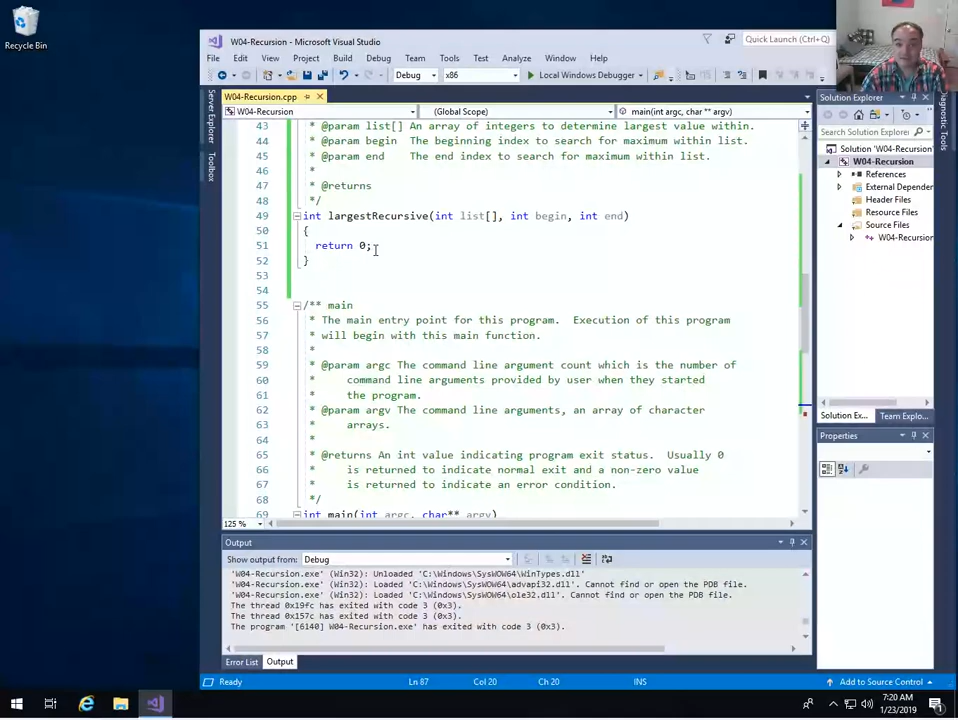 Recycle Bin
W04-Recursion - Microsoft Visual Studio
Quick Launch (Ctrl+Q)
File Edit View Project Build Debug Team Tools Test Analyze Window Help
Debug x86 Local Windows Debugger
Server Explorer
Toolbox
W04-Recursion.cpp
W04-Recursion (Global Scope) main(int argc, char ** argv)
43 * @param list[] An array of integers to determine largest value within.
44 * @param begin The beginning index to search for maximum within list.
45 * @param end The end index to search for maximum within list.
46 *
47 * @returns
48 */
49 int largestRecursive(int list[], int begin, int end)
50 {
51 return 0;
52 }
53
54
55 /** main
56 * The main entry point for this program. Execution of this program
57 * will begin with this main function.
58 *
59 * @param argc The command line argument count which is the number of
60 * command line arguments provided by user when they started
61 * the program.
62 * @param argv The command line arguments, an array of character
63 * arrays.
64 *
65 * @returns An int value indicating program exit status. Usually 0
66 * is returned to indicate normal exit and a non-zero value
67 * is returned to indicate an error condition.
68 */
69 int main(int argc, char** argv)
125 %
Solution Explorer
Search Solution Explorer
Solution 'W04-Recursion'
W04-Recursion
References
External Depender
Header Files
Resource Files
Source Files
W04-Recursion
Solution Ex... Team Explo...
Properties
Diagnostic Tools
Output
Show output from: Debug
'W04-Recursion.exe' (Win32): Unloaded 'C:\Windows\SysWOW64\WinTypes.dll'
'W04-Recursion.exe' (Win32): Loaded 'C:\Windows\SysWOW64\advapi32.dll'. Cannot find or open the PDB file.
'W04-Recursion.exe' (Win32): Loaded 'C:\Windows\SysWOW64\ole32.dll'. Cannot find or open the PDB file.
The thread 0x19fc has exited with code 3 (0x3).
The thread 0x157c has exited with code 3 (0x3).
The program '[6140] W04-Recursion.exe' has exited with code 3 (0x3).
Error List Output
Ready Ln 87 Col 20 Ch 20 INS Add to Source Control
7:20 AM
1/23/2019